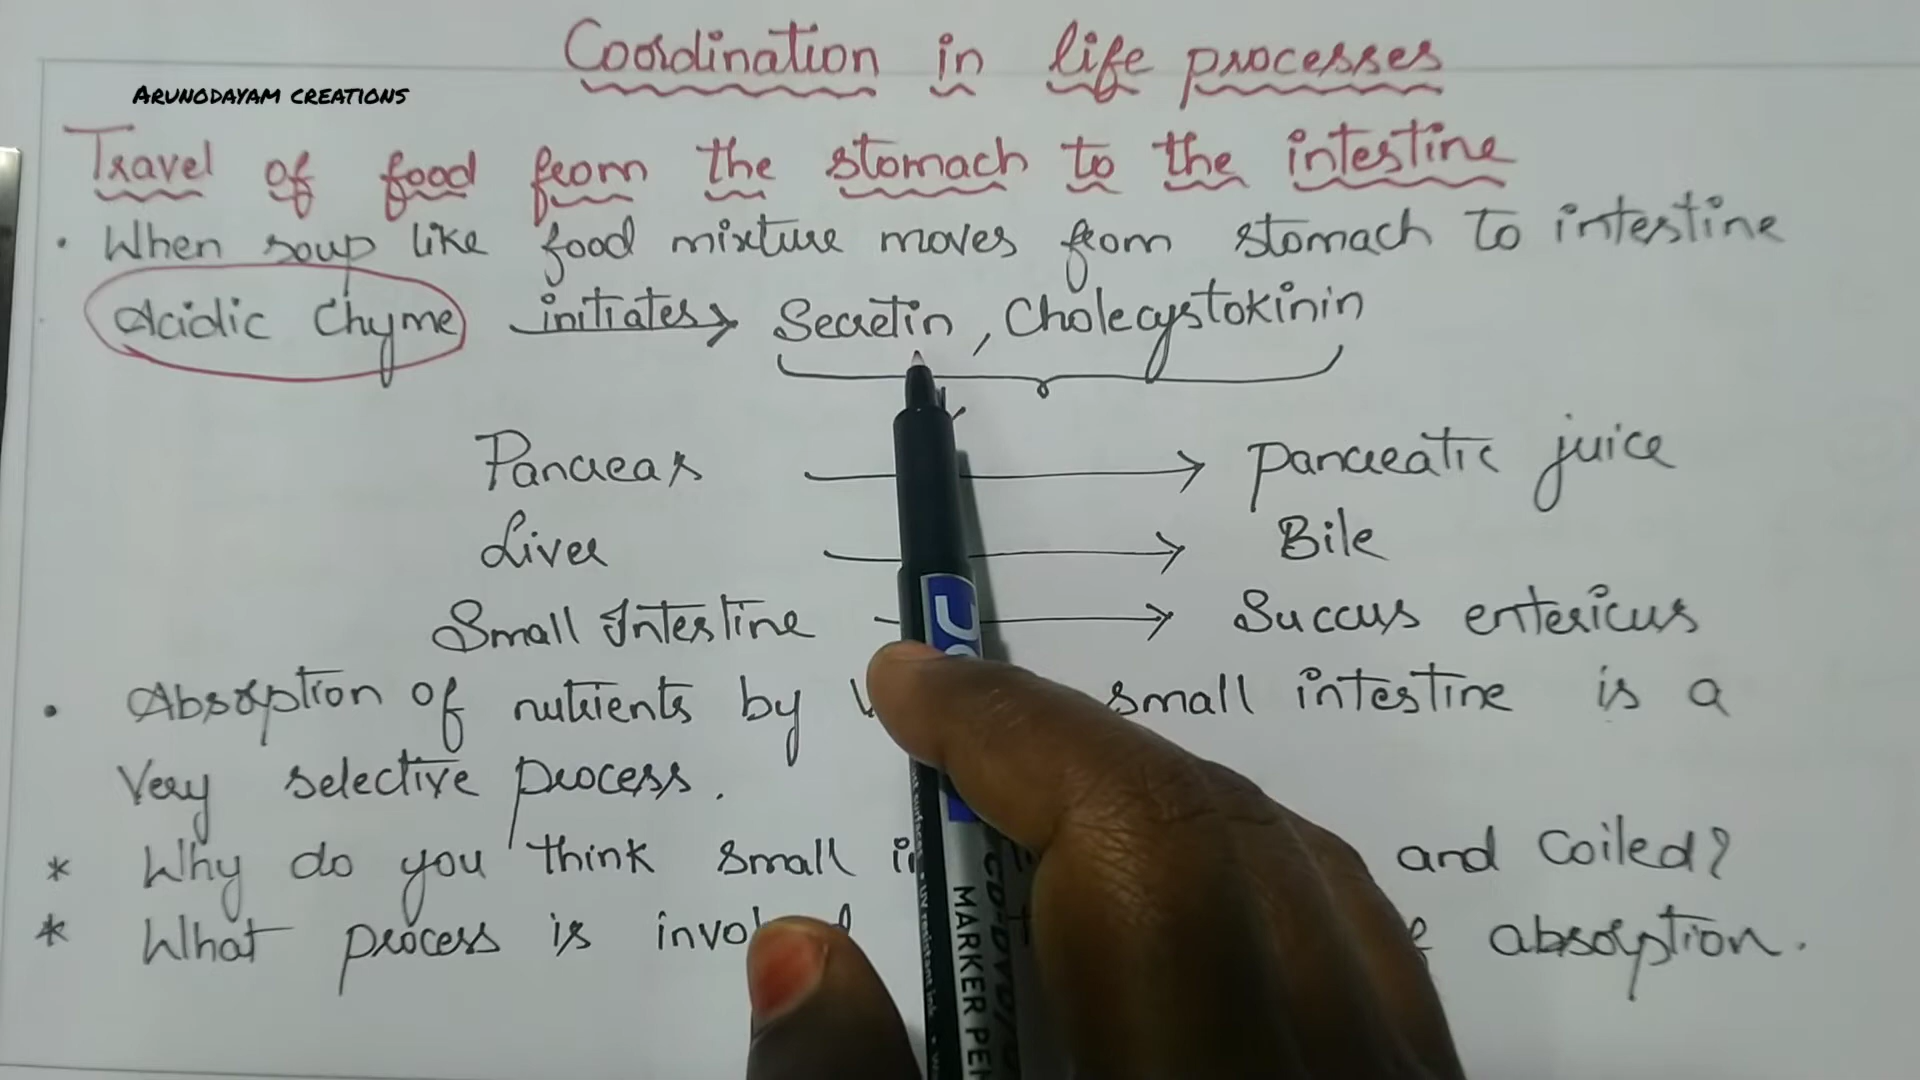 Coordination in life processes
ARUNODAYAM CREATIONS
Travel of food from the stomach to the intestine
• When soup like food mixture moves from stomach to intestine
Acidic Chyme initiates → Secretin, Cholecystokinin
Pancreas → Pancreatic juice
Liver → Bile
Small Intestine → Succus entericus
• Absorption of nutrients by small intestine is a
Very selective process.
* Why do you think small and coiled?
* What process is absorption.
CD-DVD/
MARKER PEN